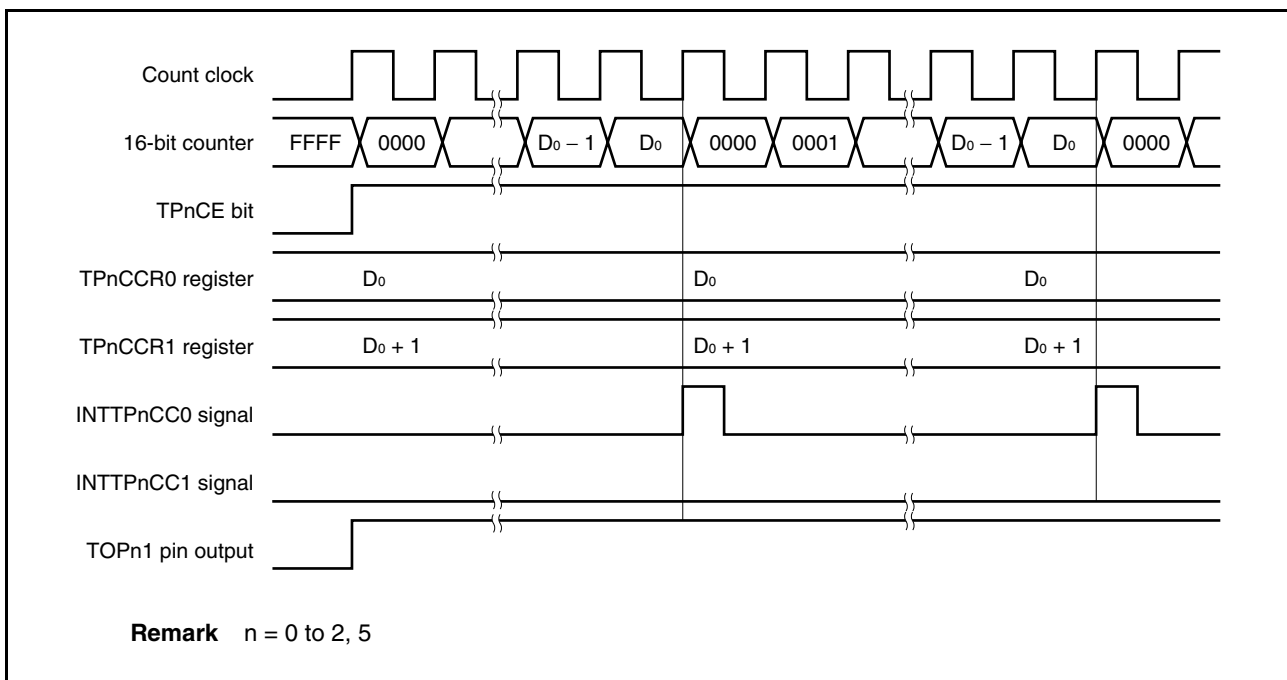 Count clock
16-bit counter FFFF 0000 D₀ − 1 D₀ 0000 0001 D₀ − 1 D₀ 0000
TPnCE bit
TPnCCR0 register D₀ D₀ D₀
TPnCCR1 register D₀ + 1 D₀ + 1 D₀ + 1
INTTPnCC0 signal
INTTPnCC1 signal
TOPn1 pin output
Remark n = 0 to 2, 5